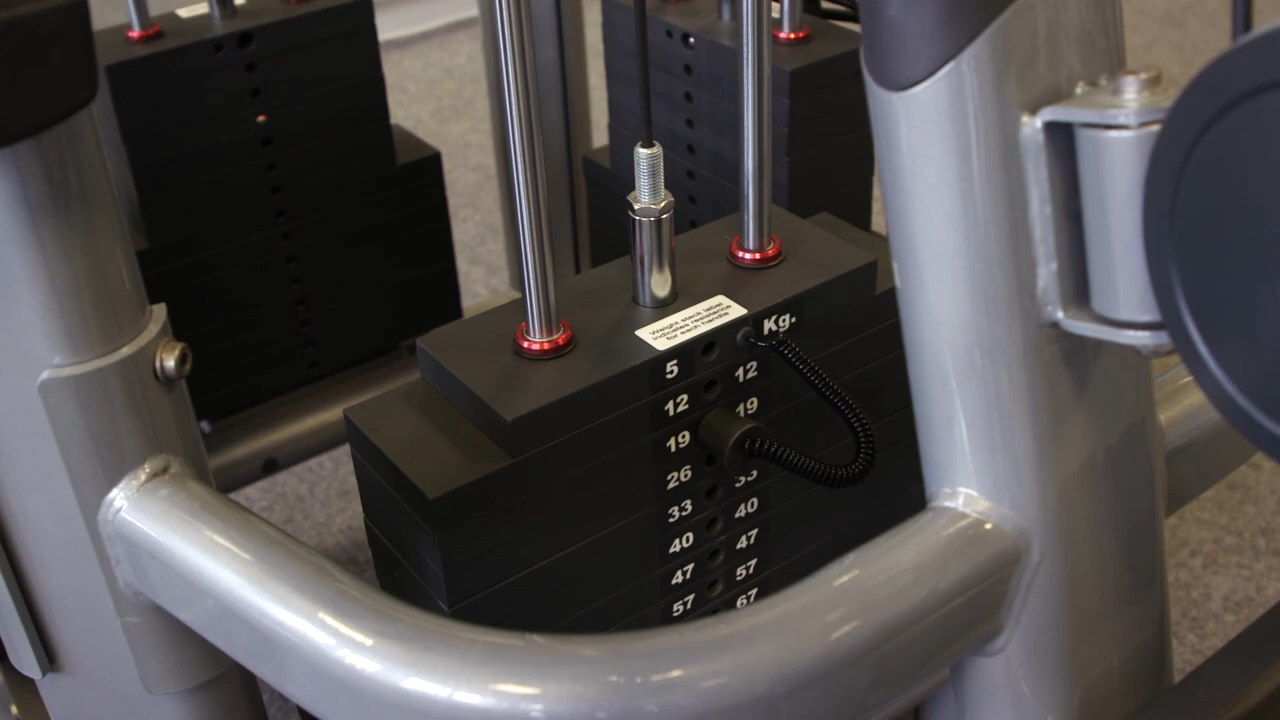 Weight stack label
indicates resistance
for each handle
Kg.
5 12
12 19
19
26 33
33 40
40 47
47 57
57 67